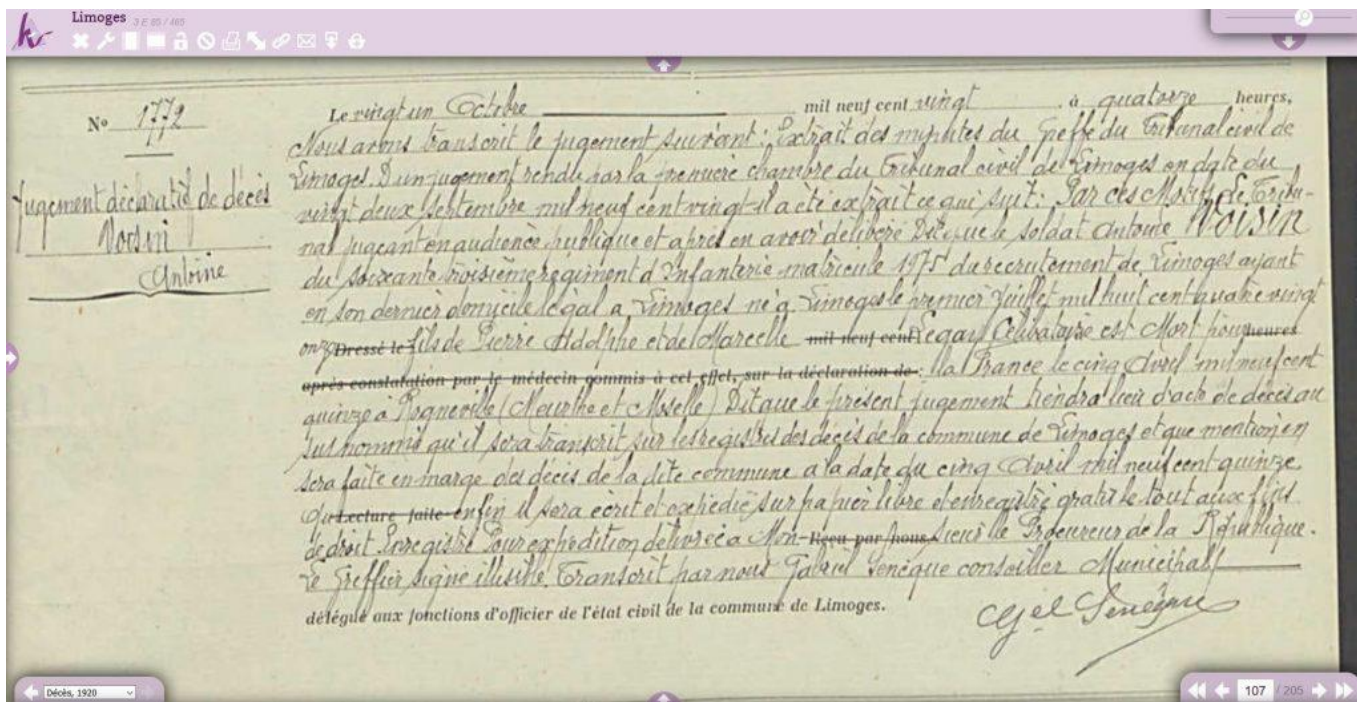 Limoges 3 E 85 / 465
N° 1772
Jugement déclaratif de décès
Voisin
Antoine
Le vingt un Octobre mil neuf cent vingt à quatorze heures,
Nous avons transcrit le jugement suivant : Extrait des minutes du Greffe du Tribunal civil de
Limoges. D'un jugement rendu par la première chambre du Tribunal civil de Limoges en date du
vingt deux septembre mil neuf cent vingt il a été extrait ce qui suit : Par ces Motifs Le Tribu-
nal jugeant en audience publique et après en avoir délibéré Dit que le soldat Antoine VOISIN
du soixante troisième régiment d'Infanterie matricule 1975 du recrutement de Limoges ayant
eu son dernier domicile légal à Limoges né à Limoges le premier Juillet mil huit cent quatre vingt
onze Dressé le fils de Pierre Adolphe et de Marcelle mil neuf cent Legay Célibataire est Mort pour heures
après constatation par le médecin commis à cet effet, sur la déclaration de : la France le cinq Avril mil neuf cent
quinze à Rogneville (Meurthe et Moselle) Dit que le présent jugement tiendra lieu d'acte de décès au
sus nommé qu'il sera transcrit sur les registres des décès de la commune de Limoges et que mention en
sera faite en marge des décès de la dite commune à la date du cinq Avril mil neuf cent quinze.
Qu Lecture faite enfin il sera écrit et expédié sur papier libre et enregistré gratis le tout aux fins
de droit Enregistré Pour expédition délivrée à Mon- Reçu par nous, sieur le Procureur de la République.
Le Greffier signé illisible. Transcrit par nous Gabriel Senèque conseiller Municipal
délégué aux fonctions d'officier de l'état civil de la commune de Limoges.
Gel Senèque
Décès, 1920
107 / 205